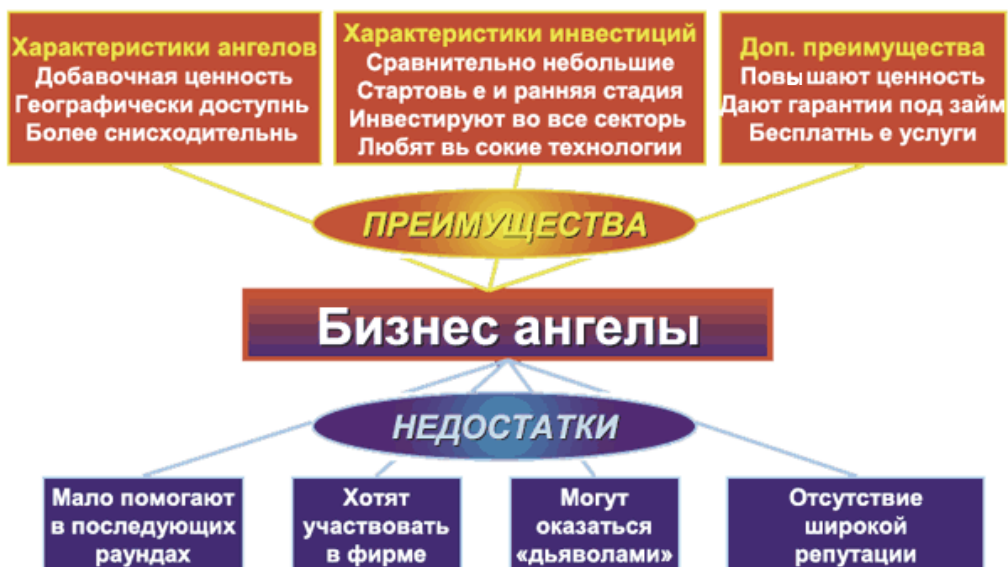 Характеристики ангелов
Добавочная ценность
Географически доступнь
Более снисходительнь
Характеристики инвестиций
Сравнительно небольшие
Стартовь е и ранняя стадия
Инвестируют во все секторь
Любят вь сокие технологии
Доп. преимущества
Повышают ценность
Дают гарантии под займ
Бесплатнь е услуги
ПРЕИМУЩЕСТВА
Бизнес ангелы
НЕДОСТАТКИ
Мало помогают
в последующих
раундах
Хотят
участвовать
в фирме
Могут
оказаться
«дьяволами»
Отсутствие
широкой
репутации